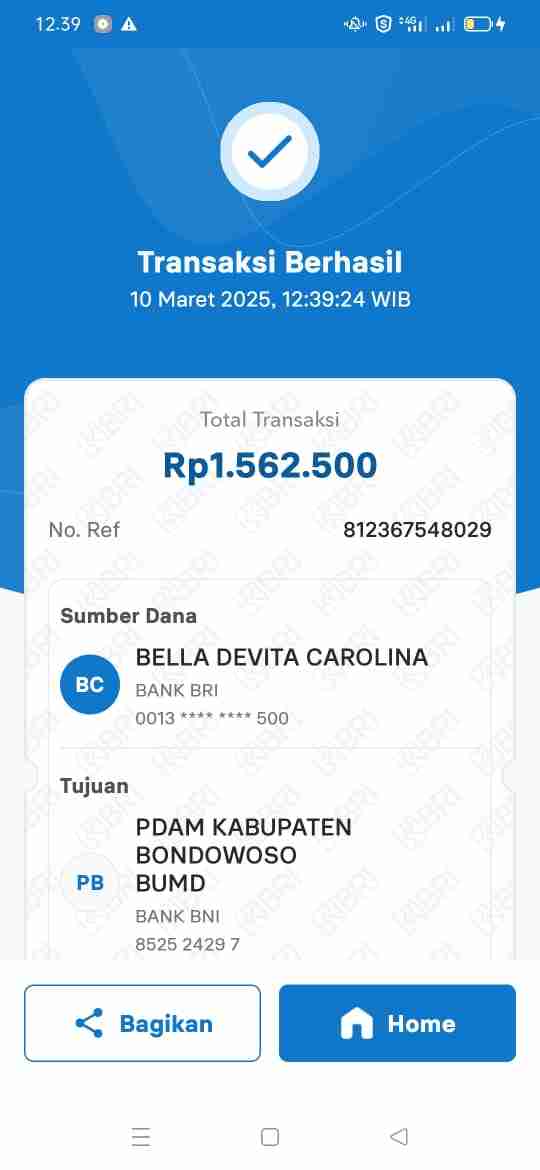 12.39
4G
Transaksi Berhasil
10 Maret 2025, 12:39:24 WIB
Total Transaksi
Rp1.562.500
No. Ref 812367548029
Sumber Dana
BC
BELLA DEVITA CAROLINA
BANK BRI
0013 **** **** 500
Tujuan
PB
PDAM KABUPATEN
BONDOWOSO
BUMD
BANK BNI
8525 2429 7
Bagikan
Home